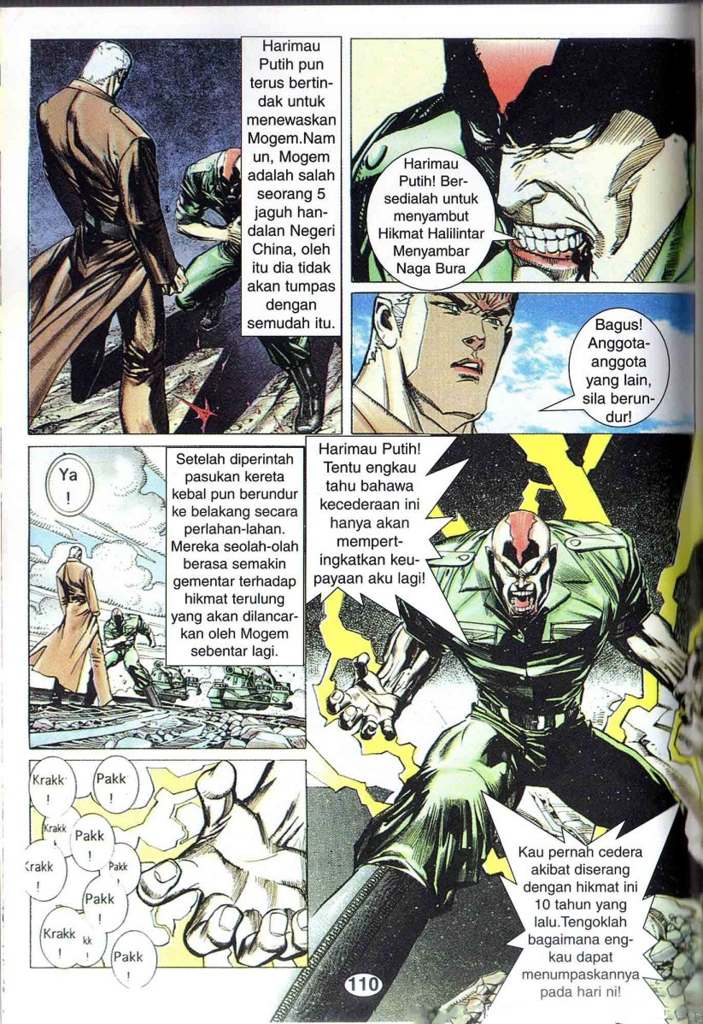 Harimau
Putih pun
terus bertin-
dak untuk
menewaskan
Mogem.Nam
un, Mogem
adalah salah
seorang 5
jaguh han-
dalan Negeri
China, oleh
itu dia tidak
akan tumpas
dengan
semudah itu.
Harimau
Putih! Ber-
sedialah untuk
menyambut
Hikmat Halilintar
Menyambar
Naga Bura
Bagus!
Anggota-
anggota
yang lain,
sila berun-
dur!
Ya
!
Setelah diperintah
pasukan kereta
kebal pun berundur
ke belakang secara
perlahan-lahan.
Mereka seolah-olah
berasa semakin
gementar terhadap
hikmat terulung
yang akan dilancar-
kan oleh Mogem
sebentar lagi.
Harimau Putih!
Tentu engkau
tahu bahawa
kecederaan ini
hanya akan
mempert-
ingkatkan keu-
payaan aku lagi!
Krakk
!
Pakk
!
Krakk
!
Pakk
!
Krakk
!
Pakk
!
Pakk
!
Krakk
!
kk
!
Pakk
!
Kau pernah cedera
akibat diserang
dengan hikmat ini
10 tahun yang
lalu.Tengoklah
bagaimana eng-
kau dapat
menumpaskannya
pada hari ni!
110